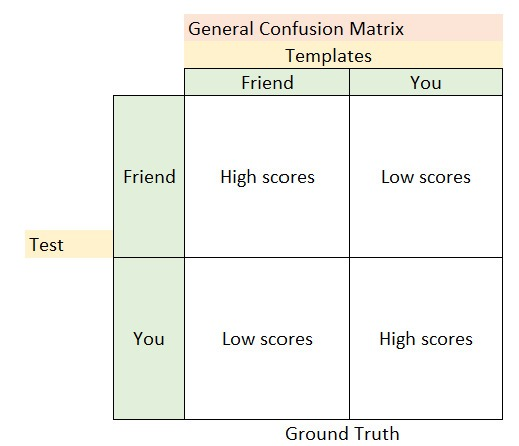 General Confusion Matrix
Templates
Friend You
Friend High scores Low scores
Test
You Low scores High scores
Ground Truth